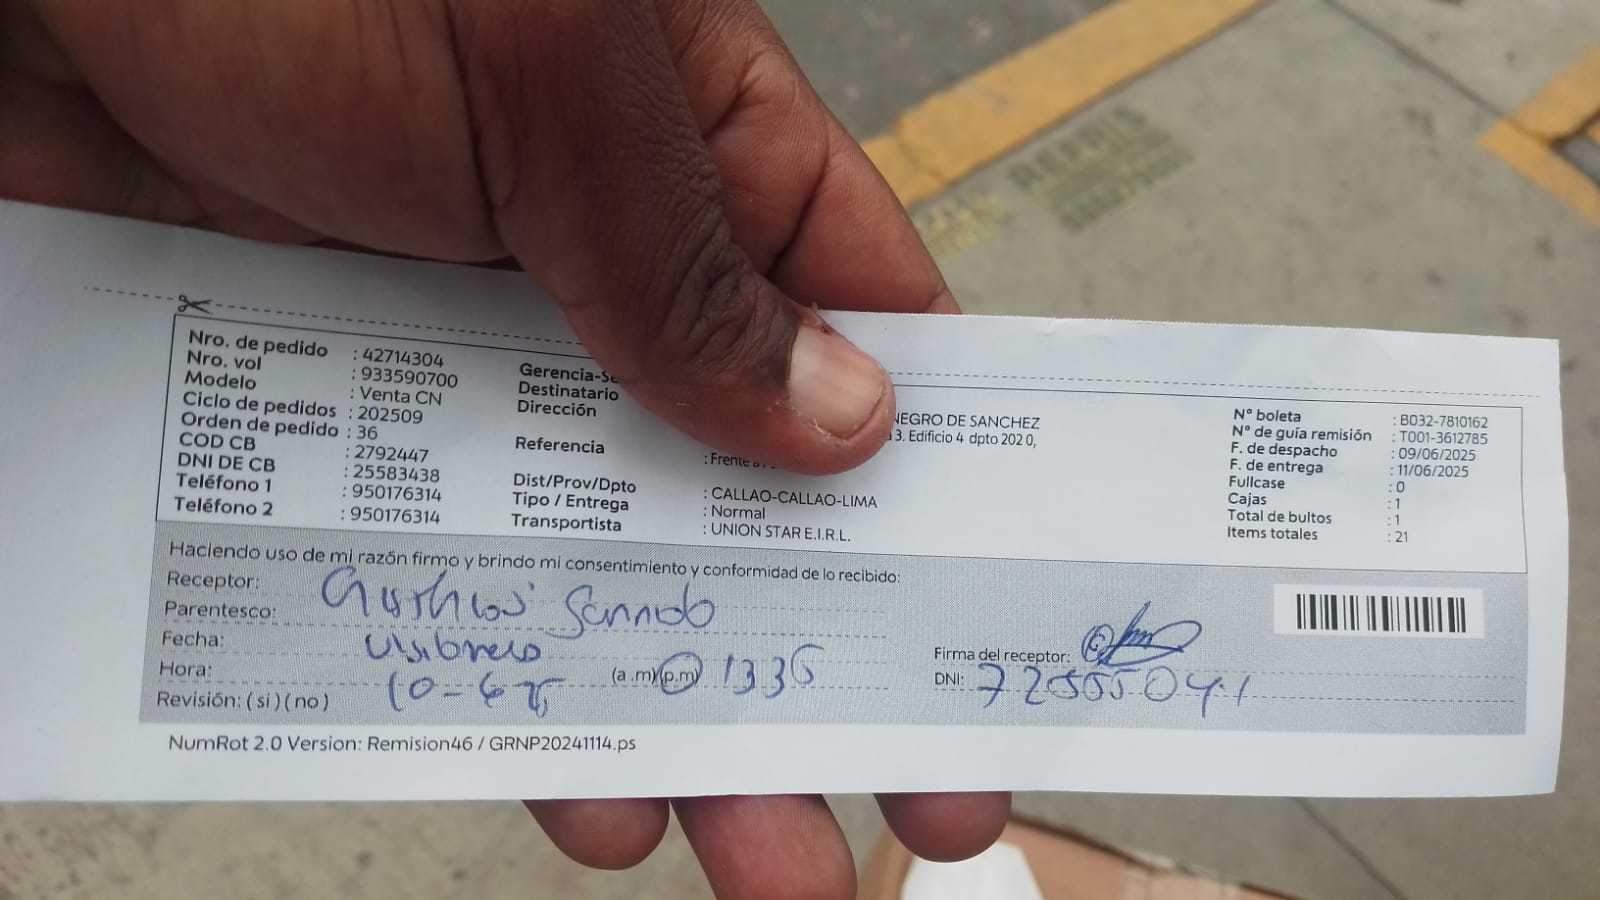 Nro. de pedido : 42714304
Nro. vol : 933590700
Modelo : Venta CN
Ciclo de pedidos : 202509
Orden de pedido : 36
COD CB : 2792447
DNI DE CB : 25583438
Teléfono 1 : 950176314
Teléfono 2 : 950176314
Gerencia-Se
Destinatario NEGRO DE SANCHEZ
Dirección 3. Edificio 4 dpto 202 0,
Referencia : Frente
Dist/Prov/Dpto : CALLAO-CALLAO-LIMA
Tipo / Entrega : Normal
Transportista : UNION STAR E.I.R.L.
N° boleta : B032-7810162
N° de guía remisión : T001-3612785
F. de despacho : 09/06/2025
F. de entrega : 11/06/2025
Fullcase : 0
Cajas : 1
Total de bultos : 1
Items totales : 21
Haciendo uso de mi razón firmo y brindo mi consentimiento y conformidad de lo recibido:
Receptor:
Parentesco:
Fecha:
Hora: (a .m)(p.m) 1336
Revisión: ( si ) ( no )
Firma del receptor:
DNI:
NumRot 2.0 Version: Remision46 / GRNP20241114.ps